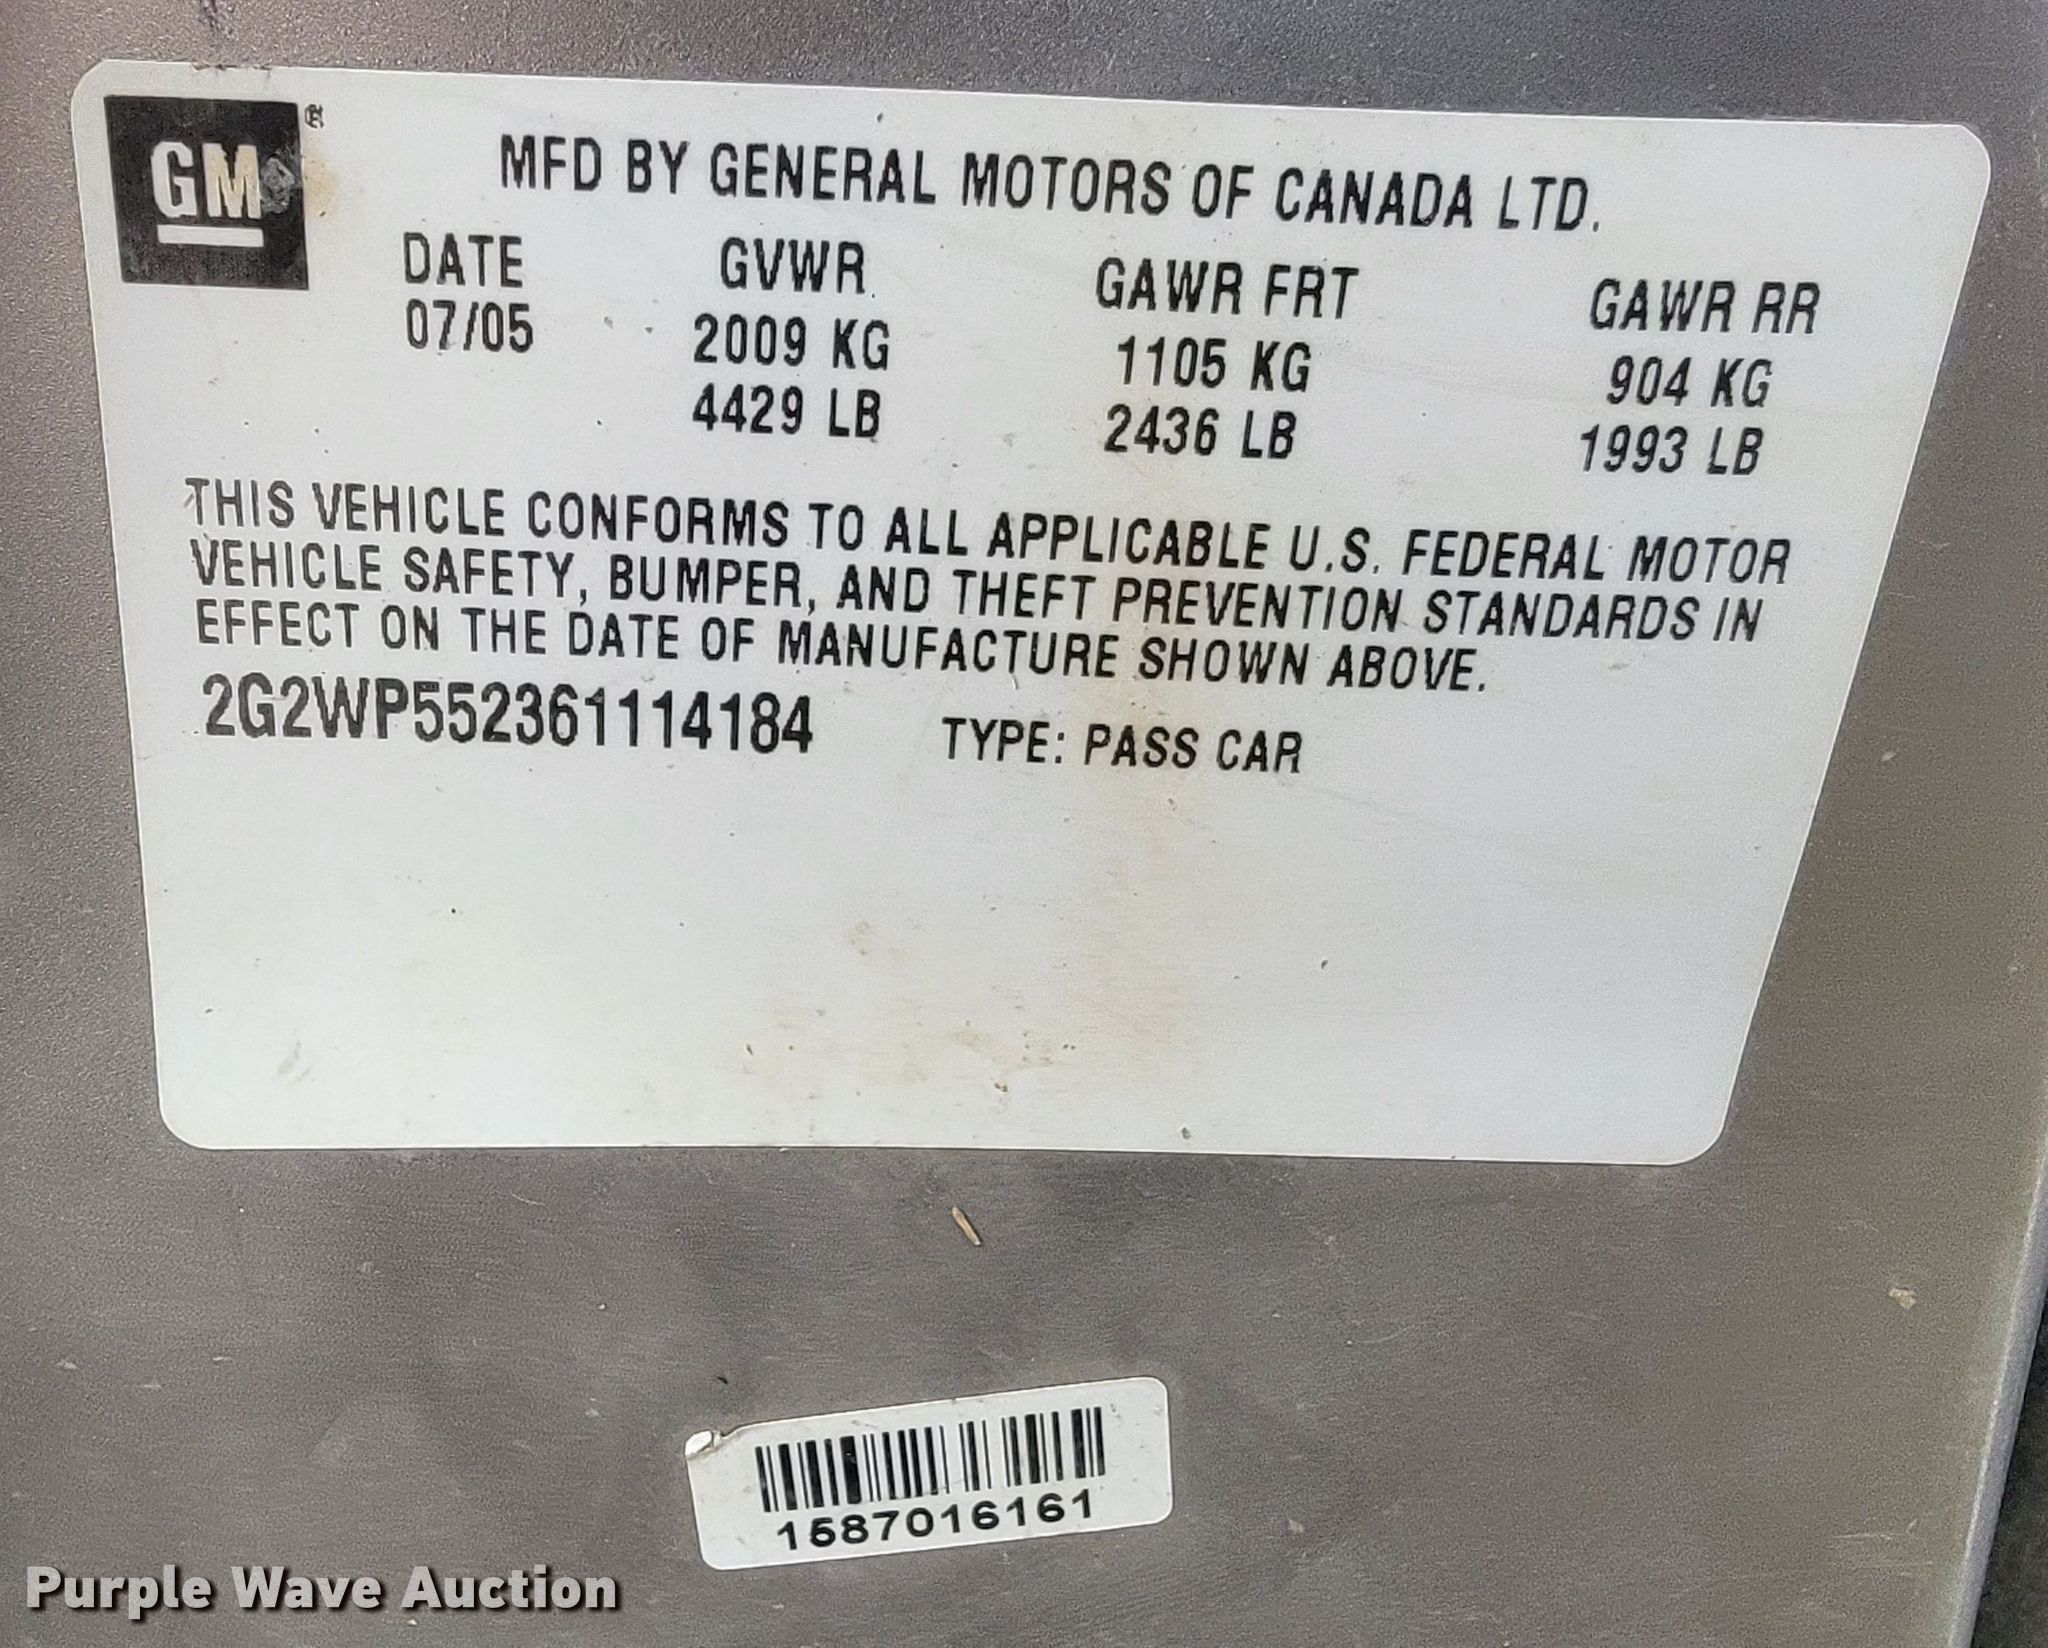 GM
MFD BY GENERAL MOTORS OF CANADA LTD.
DATE GVWR GAWR FRT GAWR RR
07/05 2009 KG 1105 KG 904 KG
4429 LB 2436 LB 1993 LB
THIS VEHICLE CONFORMS TO ALL APPLICABLE U.S. FEDERAL MOTOR
VEHICLE SAFETY, BUMPER, AND THEFT PREVENTION STANDARDS IN
EFFECT ON THE DATE OF MANUFACTURE SHOWN ABOVE.
2G2WP552361114184 TYPE: PASS CAR
1587016161
Purple Wave Auction